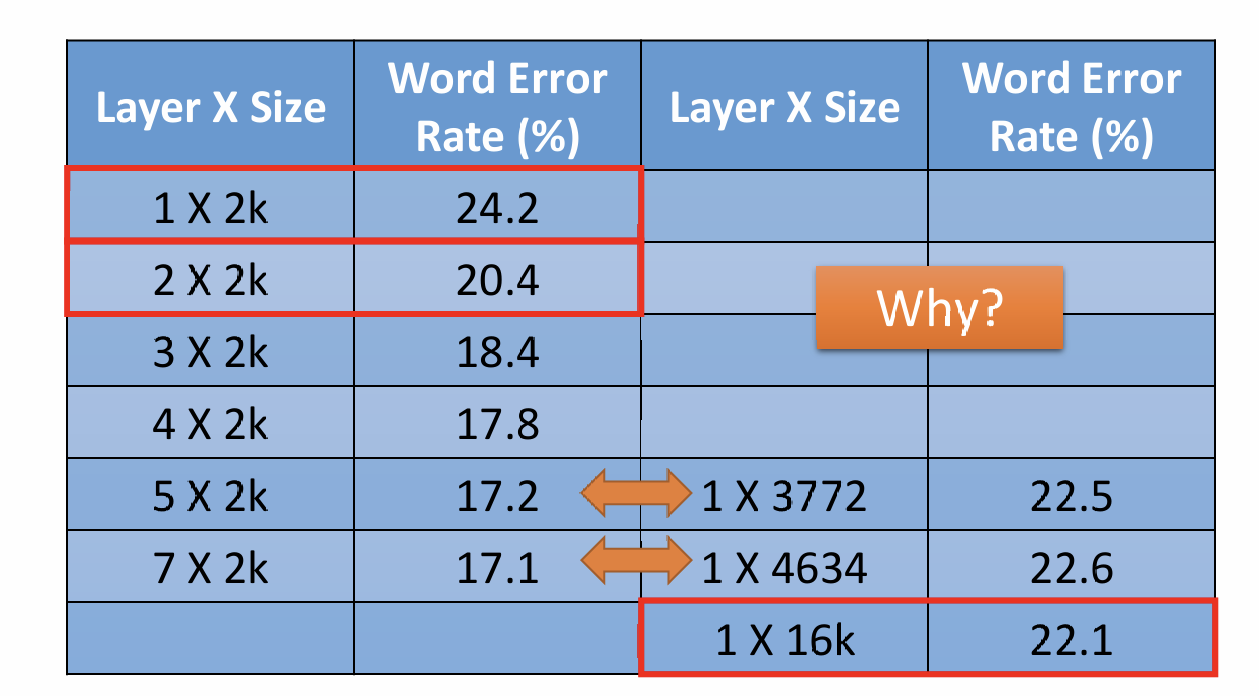 Layer X Size
Word Error
Rate (%)
Layer X Size
Word Error
Rate (%)
1 X 2k
24.2
2 X 2k
20.4
Why?
3 X 2k
18.4
4 X 2k
17.8
5 X 2k
17.2
1 X 3772
22.5
7 X 2k
17.1
1 X 4634
22.6
1 X 16k
22.1